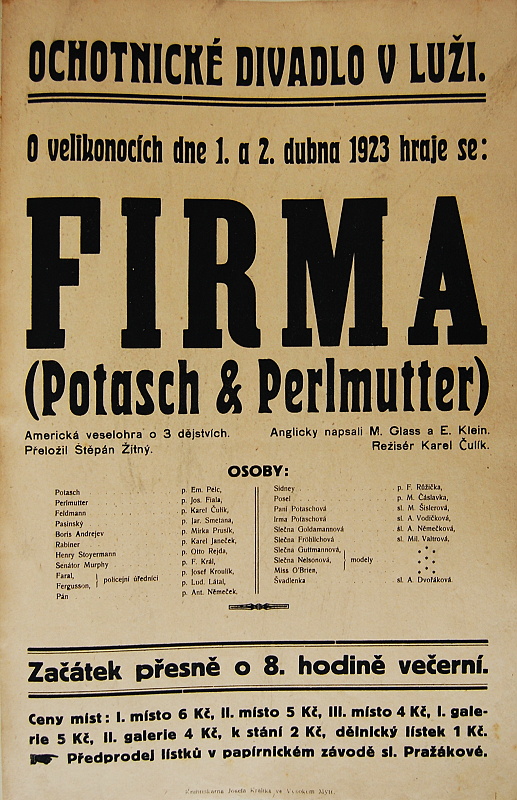 OCHOTNICKÉ DIVADLO V LUŽI.
O velikonocích dne 1. a 2. dubna 1923 hraje se:
FIRMA
(Potasch & Perlmutter)
Americká veselohra o 3 dějstvích. Anglicky napsali M. Glass a E. Klein.
Přeložil Štěpán Žitný. Režisér Karel Čulík.
OSOBY:
Potasch . . . p. Em. Pelc,
Perlmutter . . . p. Jos. Fiala,
Feldmann . . . p. Karel Čulík,
Pasinský . . . p. Jar. Smetana,
Boris Andrejev . . . p. Mirka Prusík,
Rabiner . . . p. Karel Janeček,
Henry Stoyermann . . . p. Otto Rejda,
Senátor Murphy . . . p. F. Král,
Faral, p. Josef Kroulík,
policejní úředníci
Fergusson, p. Lud. Látal,
Pán . . . p. Ant. Němeček.
Sidney . . . p. F. Růžička,
Posel . . . p. M. Čáslavka,
Paní Potaschová . . . sl. M. Šislerová,
Irma Potaschová . . . sl. A. Vodičková,
Slečna Goldamannová . . . sl. A. Němečková,
Slečna Fröhlichová . . . sl. Mil. Valtrová,
Slečna Guttmannová, * * *
Slečna Nelsonová, modely * * *
Miss O'Brien, * * *
Švadlenka . . . sl. A. Dvořáková.
Začátek přesně o 8. hodině večerní.
Ceny míst: I. místo 6 Kč, II. místo 5 Kč, III. místo 4 Kč, I. gale-
rie 5 Kč, II. galerie 4 Kč, k stání 2 Kč, dělnický lístek 1 Kč.
☛ Předprodej lístků v papírnickém závodě sl. Pražákové.
Josefa Krátká ve Vysokém Mýtě.